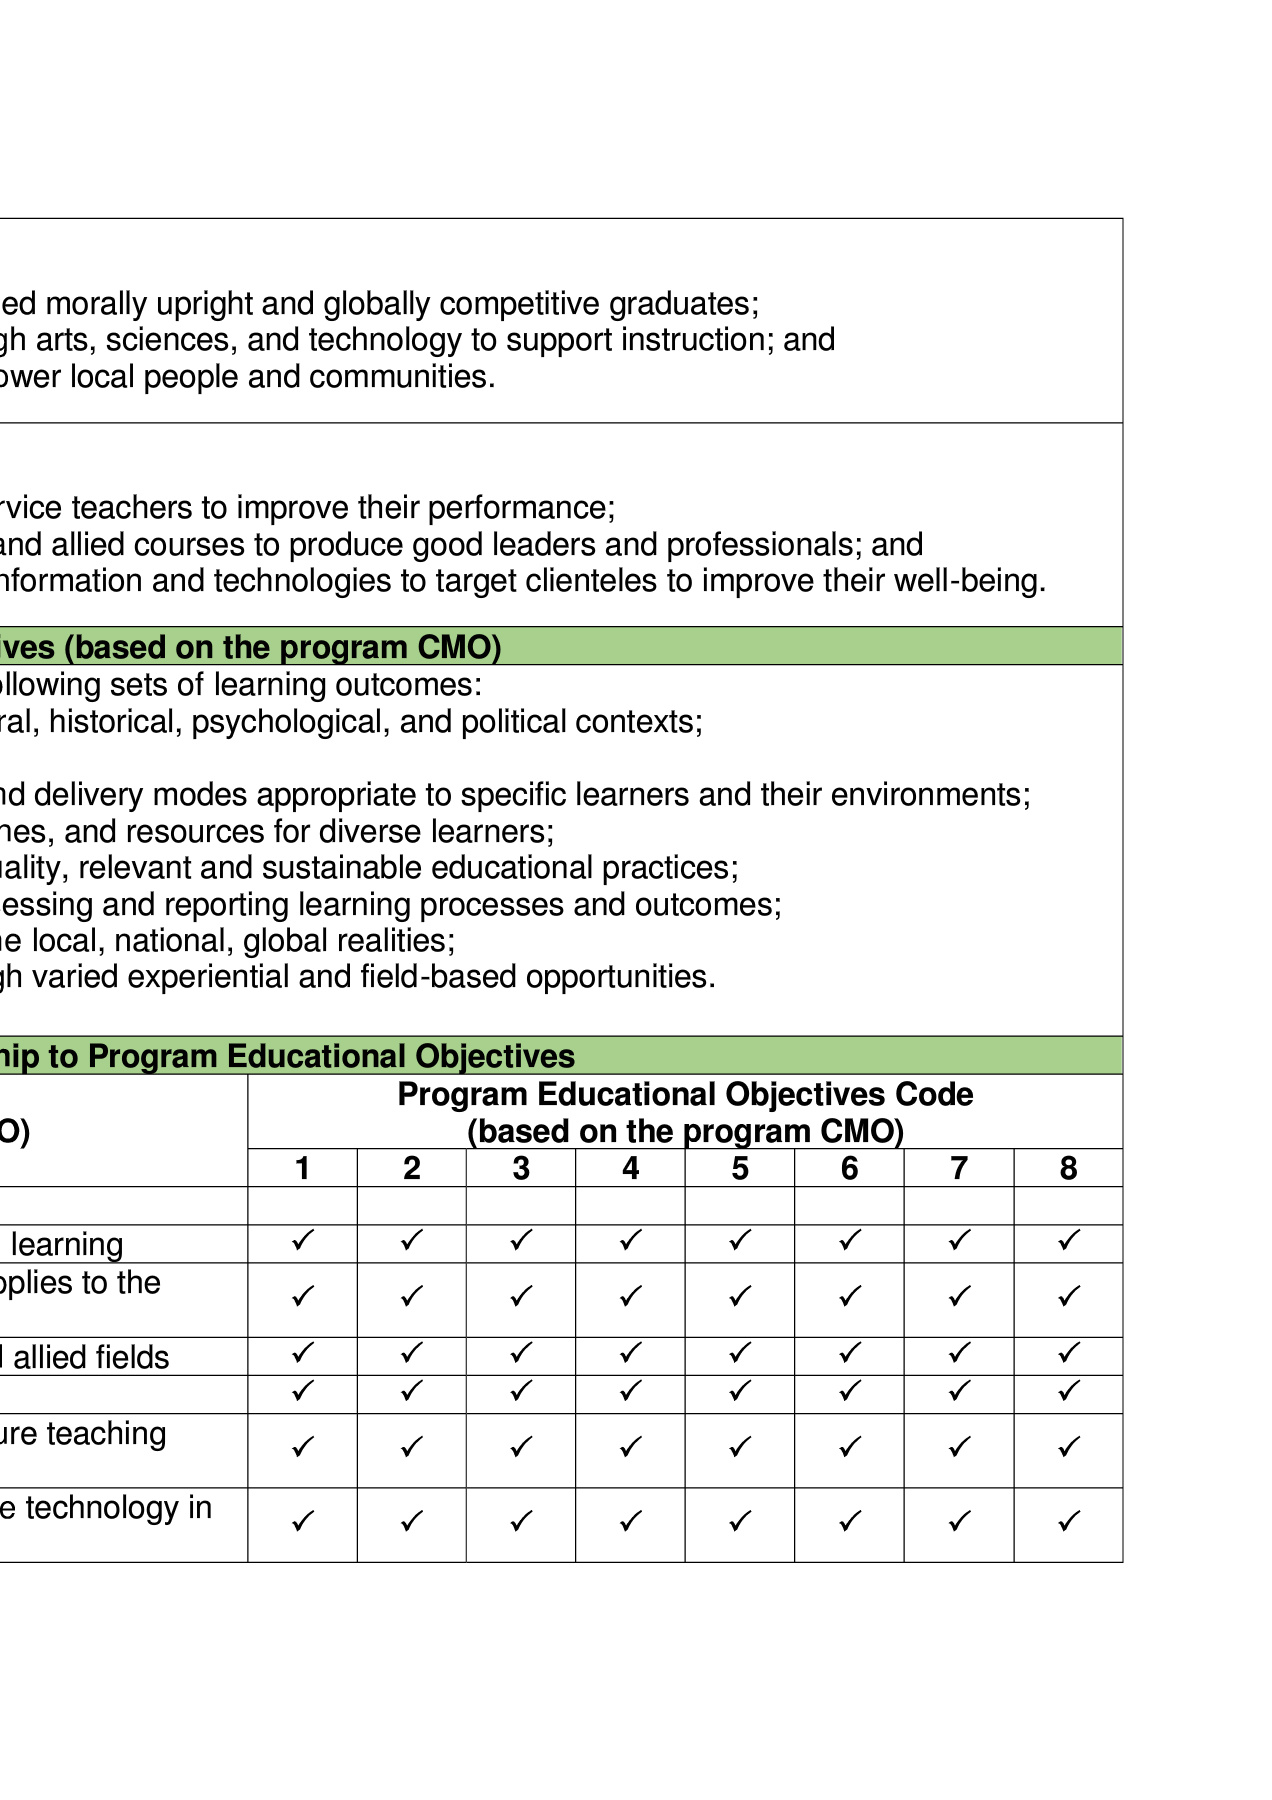 ed morally upright and globally competitive graduates;
gh arts, sciences, and technology to support instruction; and
ower local people and communities.
rvice teachers to improve their performance;
and allied courses to produce good leaders and professionals; and
nformation and technologies to target clienteles to improve their well-being.
ives (based on the program CMO)
ollowing sets of learning outcomes:
ral, historical, psychological, and political contexts;
nd delivery modes appropriate to specific learners and their environments;
nes, and resources for diverse learners;
uality, relevant and sustainable educational practices;
essing and reporting learning processes and outcomes;
ne local, national, global realities;
gh varied experiential and field-based opportunities.
hip to Program Educational Objectives
O)
Program Educational Objectives Code
(based on the program CMO)
1 2 3 4 5 6 7 8
learning ✓ ✓ ✓ ✓ ✓ ✓ ✓ ✓
pplies to the
✓ ✓ ✓ ✓ ✓ ✓ ✓ ✓
d allied fields ✓ ✓ ✓ ✓ ✓ ✓ ✓ ✓
✓ ✓ ✓ ✓ ✓ ✓ ✓ ✓
ure teaching
✓ ✓ ✓ ✓ ✓ ✓ ✓ ✓
e technology in
✓ ✓ ✓ ✓ ✓ ✓ ✓ ✓